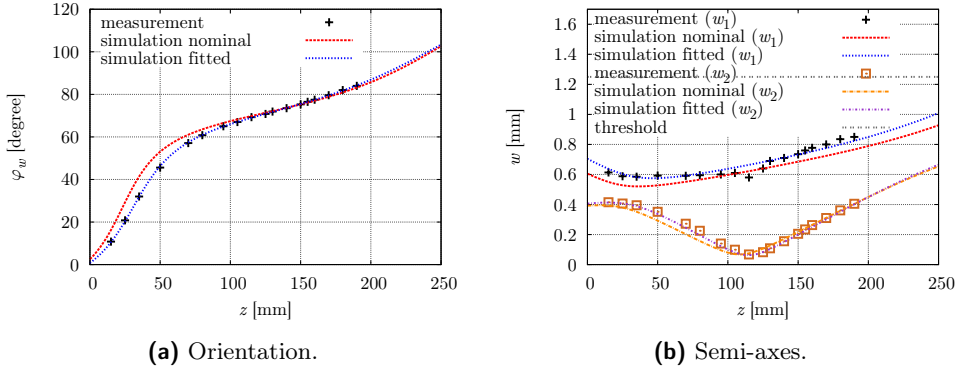 120
100
80
60
40
20
0
φw [degree]
measurement
simulation nominal
simulation fitted
0 50 100 150 200 250
z [mm]
(a) Orientation.
1.6
1.4
1.2
1
0.8
0.6
0.4
0.2
0
w [mm]
measurement (w1)
simulation nominal (w1)
simulation fitted (w1)
measurement (w2)
simulation nominal (w2)
simulation fitted (w2)
threshold
0 50 100 150 200 250
z [mm]
(b) Semi-axes.